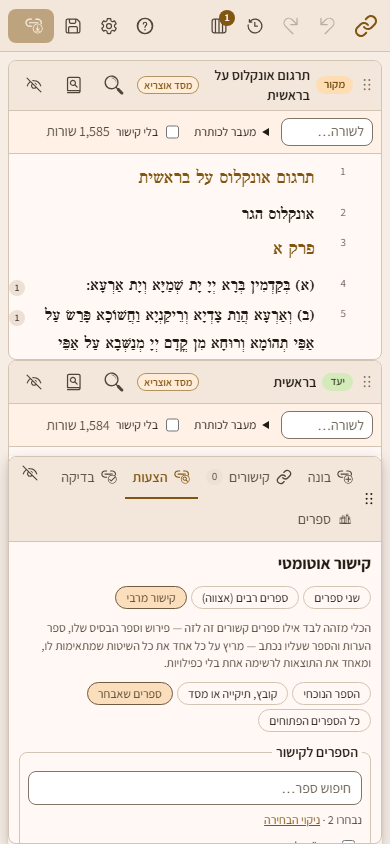 1
מקור
תרגום אונקלוס על בראשית
מסד אוצריא
לשורה...
מעבר לכותרת
בלי קישור
1,585 שורות
1
תרגום אונקלוס על בראשית
2
אונקלוס הגר
3
פרק א
4
(א) בְּקַדְמִין בְּרָא יְיָ יָת שְׁמַיָּא וְיָת אַרְעָא:
1
5
(ב) וְאַרְעָא הֲוַת צָדְיָא וְרֵיקַנְיָא וַחֲשׁוֹכָא פָּרַשׂ עַל
1
אַפֵּי תְהוֹמָא וְרוּחָא מִן קֳדָם יְיָ מְנַשְּׁבָא עַל אַפֵּי
יעד
בראשית
מסד אוצריא
לשורה...
מעבר לכותרת
בלי קישור
1,584 שורות
בונה
קישורים
0
הצעות
בדיקה
ספרים
קישור אוטומטי
שני ספרים
ספרים רבים (אצווה)
קישור מרבי
הכלי מזהה לבד אילו ספרים קשורים זה לזה — פירוש וספר הבסיס שלו, ספר
הערות והספר שעליו נכתב — מריץ על כל אחד את כל השיטות שמתאימות לו,
ומאחד את התוצאות לרשימה אחת בלי כפילויות.
הספר הנוכחי
קובץ, תיקייה או מסד
ספרים שאבחר
כל הספרים הפתוחים
הספרים לקישור
חיפוש ספר...
נבחרו 2 · ניקוי הבחירה